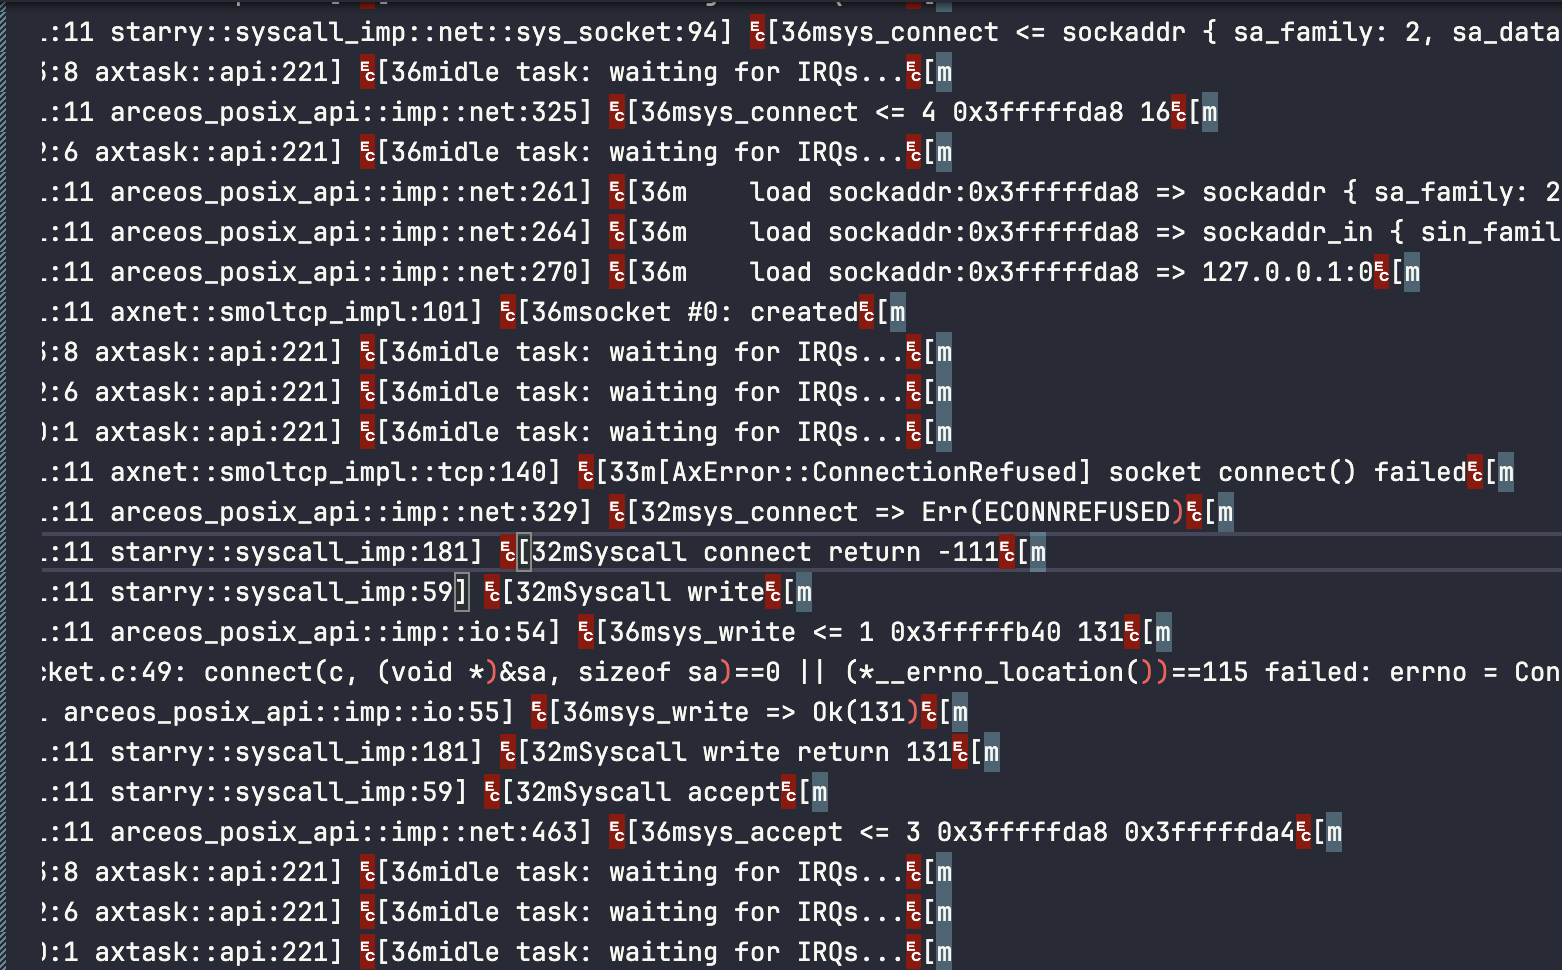 :11 starry::syscall_imp::net::sys_socket:94] ␛[36msys_connect <= sockaddr { sa_family: 2, sa_data
:8 axtask::api:221] ␛[36midle task: waiting for IRQs...␛[m
:11 arceos_posix_api::imp::net:325] ␛[36msys_connect <= 4 0x3fffffda8 16␛[m
:6 axtask::api:221] ␛[36midle task: waiting for IRQs...␛[m
:11 arceos_posix_api::imp::net:261] ␛[36m    load sockaddr:0x3fffffda8 => sockaddr { sa_family: 2
:11 arceos_posix_api::imp::net:264] ␛[36m    load sockaddr:0x3fffffda8 => sockaddr_in { sin_famil
:11 arceos_posix_api::imp::net:270] ␛[36m    load sockaddr:0x3fffffda8 => 127.0.0.1:0␛[m
:11 axnet::smoltcp_impl:101] ␛[36msocket #0: created␛[m
:8 axtask::api:221] ␛[36midle task: waiting for IRQs...␛[m
:6 axtask::api:221] ␛[36midle task: waiting for IRQs...␛[m
:1 axtask::api:221] ␛[36midle task: waiting for IRQs...␛[m
:11 axnet::smoltcp_impl::tcp:140] ␛[33m[AxError::ConnectionRefused] socket connect() failed␛[m
:11 arceos_posix_api::imp::net:329] ␛[32msys_connect => Err(ECONNREFUSED)␛[m
:11 starry::syscall_imp:181] ␛[32mSyscall connect return -111␛[m
:11 starry::syscall_imp:59] ␛[32mSyscall write␛[m
:11 arceos_posix_api::imp::io:54] ␛[36msys_write <= 1 0x3fffffb40 131␛[m
cket.c:49: connect(c, (void *)&sa, sizeof sa)==0 || (*__errno_location())==115 failed: errno = Con
arceos_posix_api::imp::io:55] ␛[36msys_write => Ok(131)␛[m
:11 starry::syscall_imp:181] ␛[32mSyscall write return 131␛[m
:11 starry::syscall_imp:59] ␛[32mSyscall accept␛[m
:11 arceos_posix_api::imp::net:463] ␛[36msys_accept <= 3 0x3fffffda8 0x3fffffda4␛[m
:8 axtask::api:221] ␛[36midle task: waiting for IRQs...␛[m
:6 axtask::api:221] ␛[36midle task: waiting for IRQs...␛[m
:1 axtask::api:221] ␛[36midle task: waiting for IRQs...␛[m